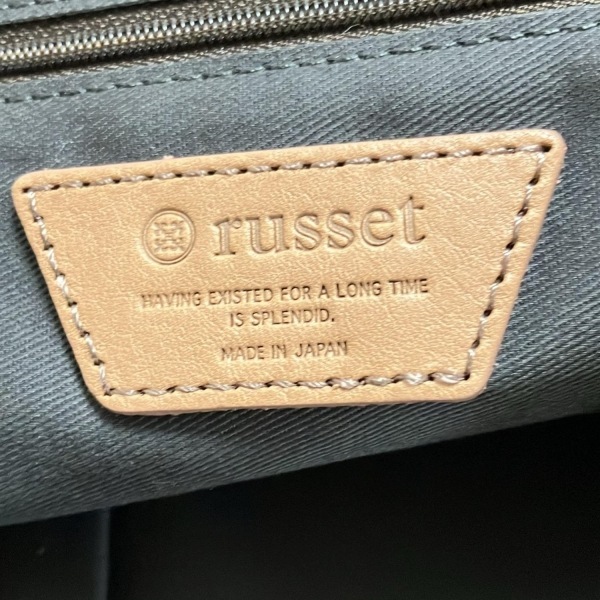 russet
HAVING EXISTED FOR A LONG TIME
IS SPLENDID.
MADE IN JAPAN